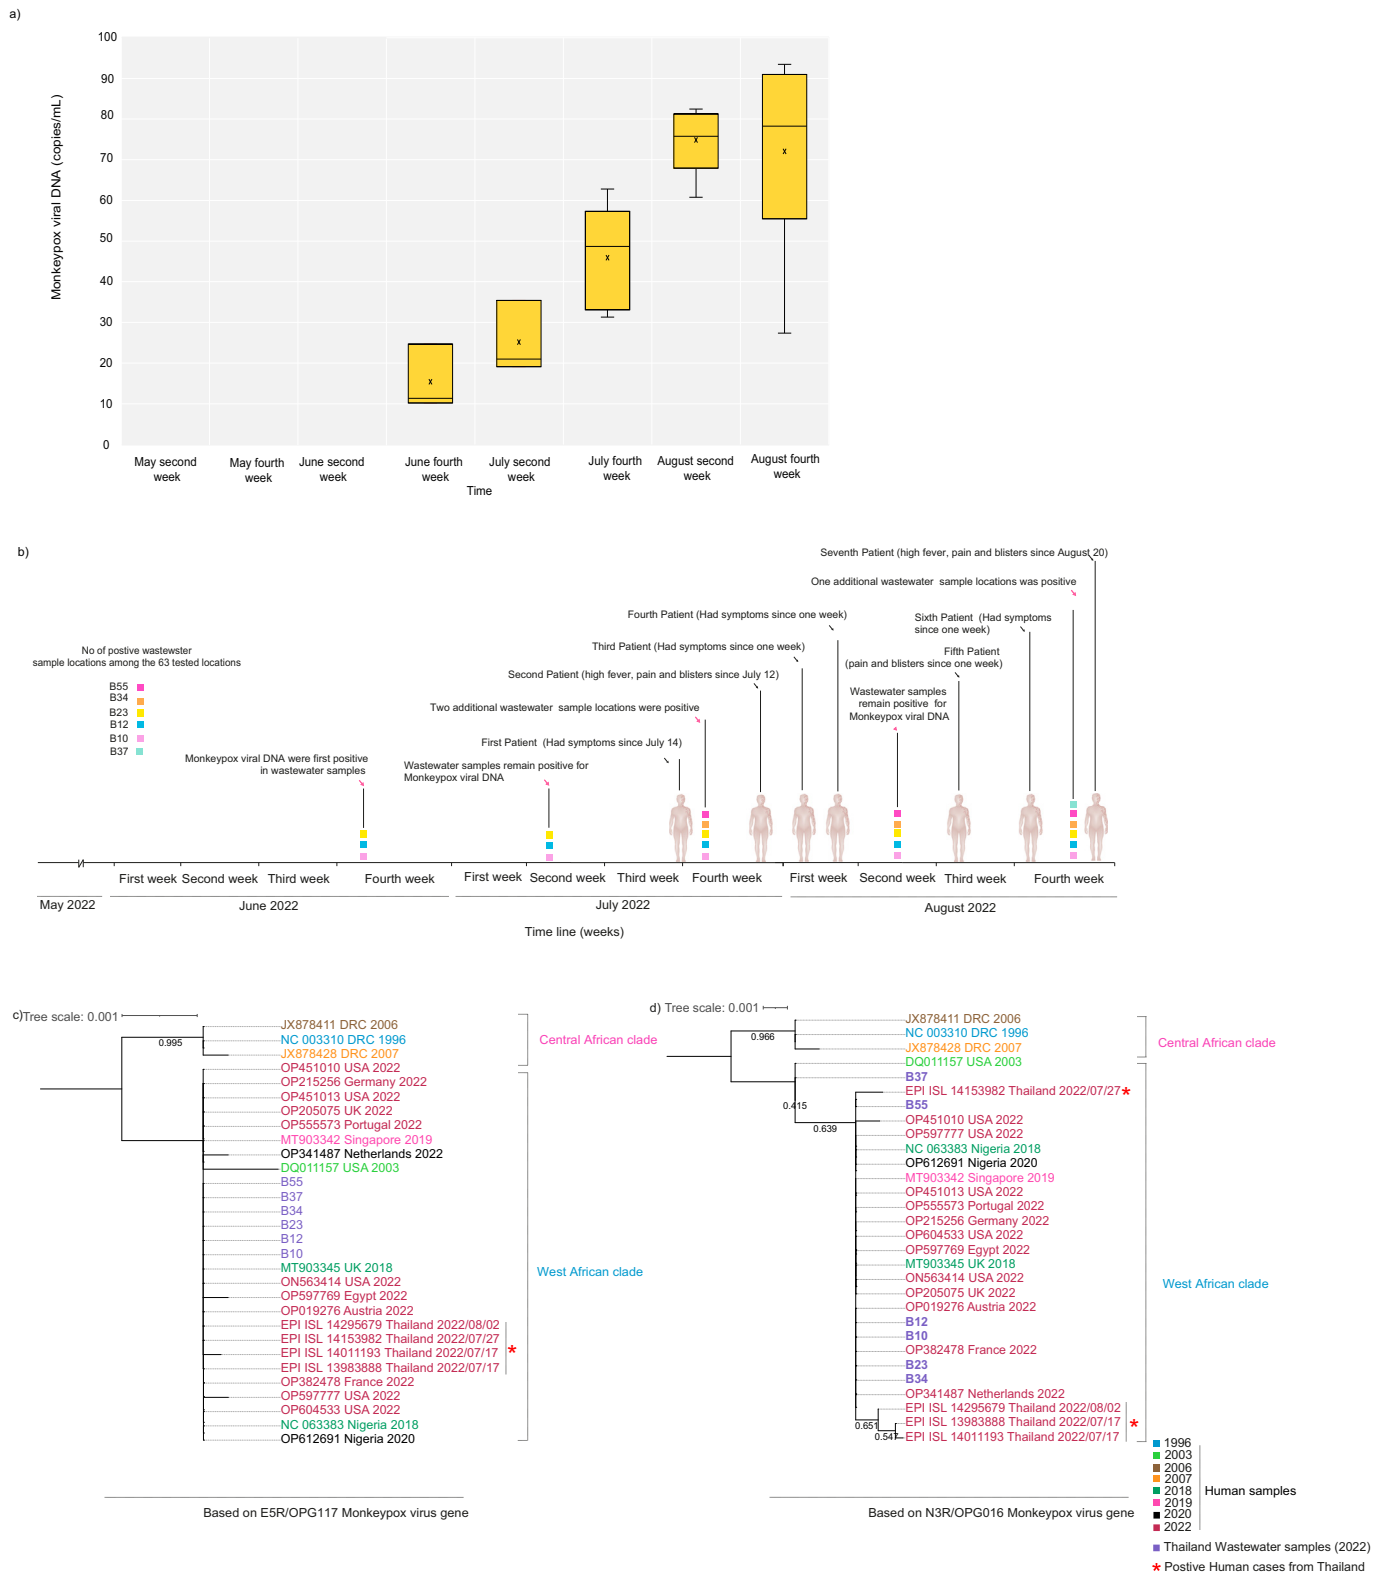 a)
Monkeypox viral DNA (copies/mL)
100
90
80
70
60
50
40
30
20
10
0
May second
week
May fourth
week
June second
week
June fourth
week
July second
week
July fourth
week
August second
week
August fourth
week
Time
b)
No of postive wastewster
sample locations among the 63 tested locations
B55
B34
B23
B12
B10
B37
Monkeypox viral DNA were first positive
in wastewater samples
Wastewater samples remain positive for
Monkeypox viral DNA
First Patient (Had symptoms since July 14)
Two additional wastewater sample locations were positive
Second Patient (high fever, pain and blisters since July 12)
Third Patient (Had symptoms since one week)
Fourth Patient (Had symptoms since one week)
Wastewater samples
remain positive for
Monkeypox viral DNA
Fifth Patient
(pain and blisters since one week)
Sixth Patient (Had symptoms
since one week)
One additional wastewater sample locations was positive
Seventh Patient (high fever, pain and blisters since August 20)
First week
Second week
Third week
Fourth week
First week
Second week
Third week
Fourth week
First week
Second week
Third week
Fourth week
May 2022
June 2022
July 2022
August 2022
Time line (weeks)
c)
Tree scale: 0.001
0.995
JX878411 DRC 2006
NC 003310 DRC 1996
JX878428 DRC 2007
OP451010 USA 2022
OP215256 Germany 2022
OP451013 USA 2022
OP205075 UK 2022
OP555573 Portugal 2022
MT903342 Singapore 2019
OP341487 Netherlands 2022
DQ011157 USA 2003
B55
B37
B34
B23
B12
B10
MT903345 UK 2018
ON563414 USA 2022
OP597769 Egypt 2022
OP019276 Austria 2022
EPI ISL 14295679 Thailand 2022/08/02
EPI ISL 14153982 Thailand 2022/07/27
EPI ISL 14011193 Thailand 2022/07/17
EPI ISL 13983888 Thailand 2022/07/17
*
OP382478 France 2022
OP597777 USA 2022
OP604533 USA 2022
NC 063383 Nigeria 2018
OP612691 Nigeria 2020
Central African clade
West African clade
Based on E5R/OPG117 Monkeypox virus gene
d)
Tree scale: 0.001
0.966
0.415
0.639
0.651
0.547
JX878411 DRC 2006
NC 003310 DRC 1996
JX878428 DRC 2007
DQ011157 USA 2003
B37
EPI ISL 14153982 Thailand 2022/07/27 *
B55
OP451010 USA 2022
OP597777 USA 2022
NC 063383 Nigeria 2018
OP612691 Nigeria 2020
MT903342 Singapore 2019
OP451013 USA 2022
OP555573 Portugal 2022
OP215256 Germany 2022
OP604533 USA 2022
OP597769 Egypt 2022
MT903345 UK 2018
ON563414 USA 2022
OP205075 UK 2022
OP019276 Austria 2022
B12
B10
OP382478 France 2022
B23
B34
OP341487 Netherlands 2022
EPI ISL 14295679 Thailand 2022/08/02
EPI ISL 13983888 Thailand 2022/07/17
EPI ISL 14011193 Thailand 2022/07/17
*
Central African clade
West African clade
Based on N3R/OPG016 Monkeypox virus gene
1996
2003
2006
2007
2018
2019
2020
2022
Human samples
Thailand Wastewater samples (2022)
* Postive Human cases from Thailand